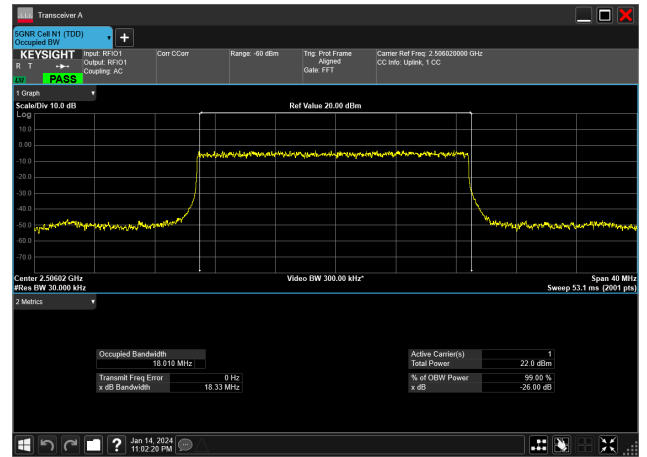 Transceiver A
5GNR Cell N1 (TDD)
Occupied BW
KEYSIGHT
R T
PASS
Input: RFIO1
Output: RFIO1
Coupling: AC
Corr CCorr
Range: -60 dBm
Trig: Prot Frame
Aligned
Gate: FFT
Carrier Ref Freq: 2.506020000 GHz
CC Info: Uplink, 1 CC
1 Graph
Scale/Div 10.0 dB
Ref Value 20.00 dBm
Log
10.0
0.00
-10.0
-20.0
-30.0
-40.0
-50.0
-60.0
-70.0
Center 2.50602 GHz
Video BW 300.00 kHz*
Span 40 MHz
#Res BW 30.000 kHz
Sweep 53.1 ms (2001 pts)
2 Metrics
Occupied Bandwidth
18.010 MHz
Transmit Freq Error 0 Hz
x dB Bandwidth 18.33 MHz
Active Carrier(s) 1
Total Power 22.0 dBm
% of OBW Power 99.00 %
x dB -26.00 dB
Jan 14, 2024
11:02:20 PM